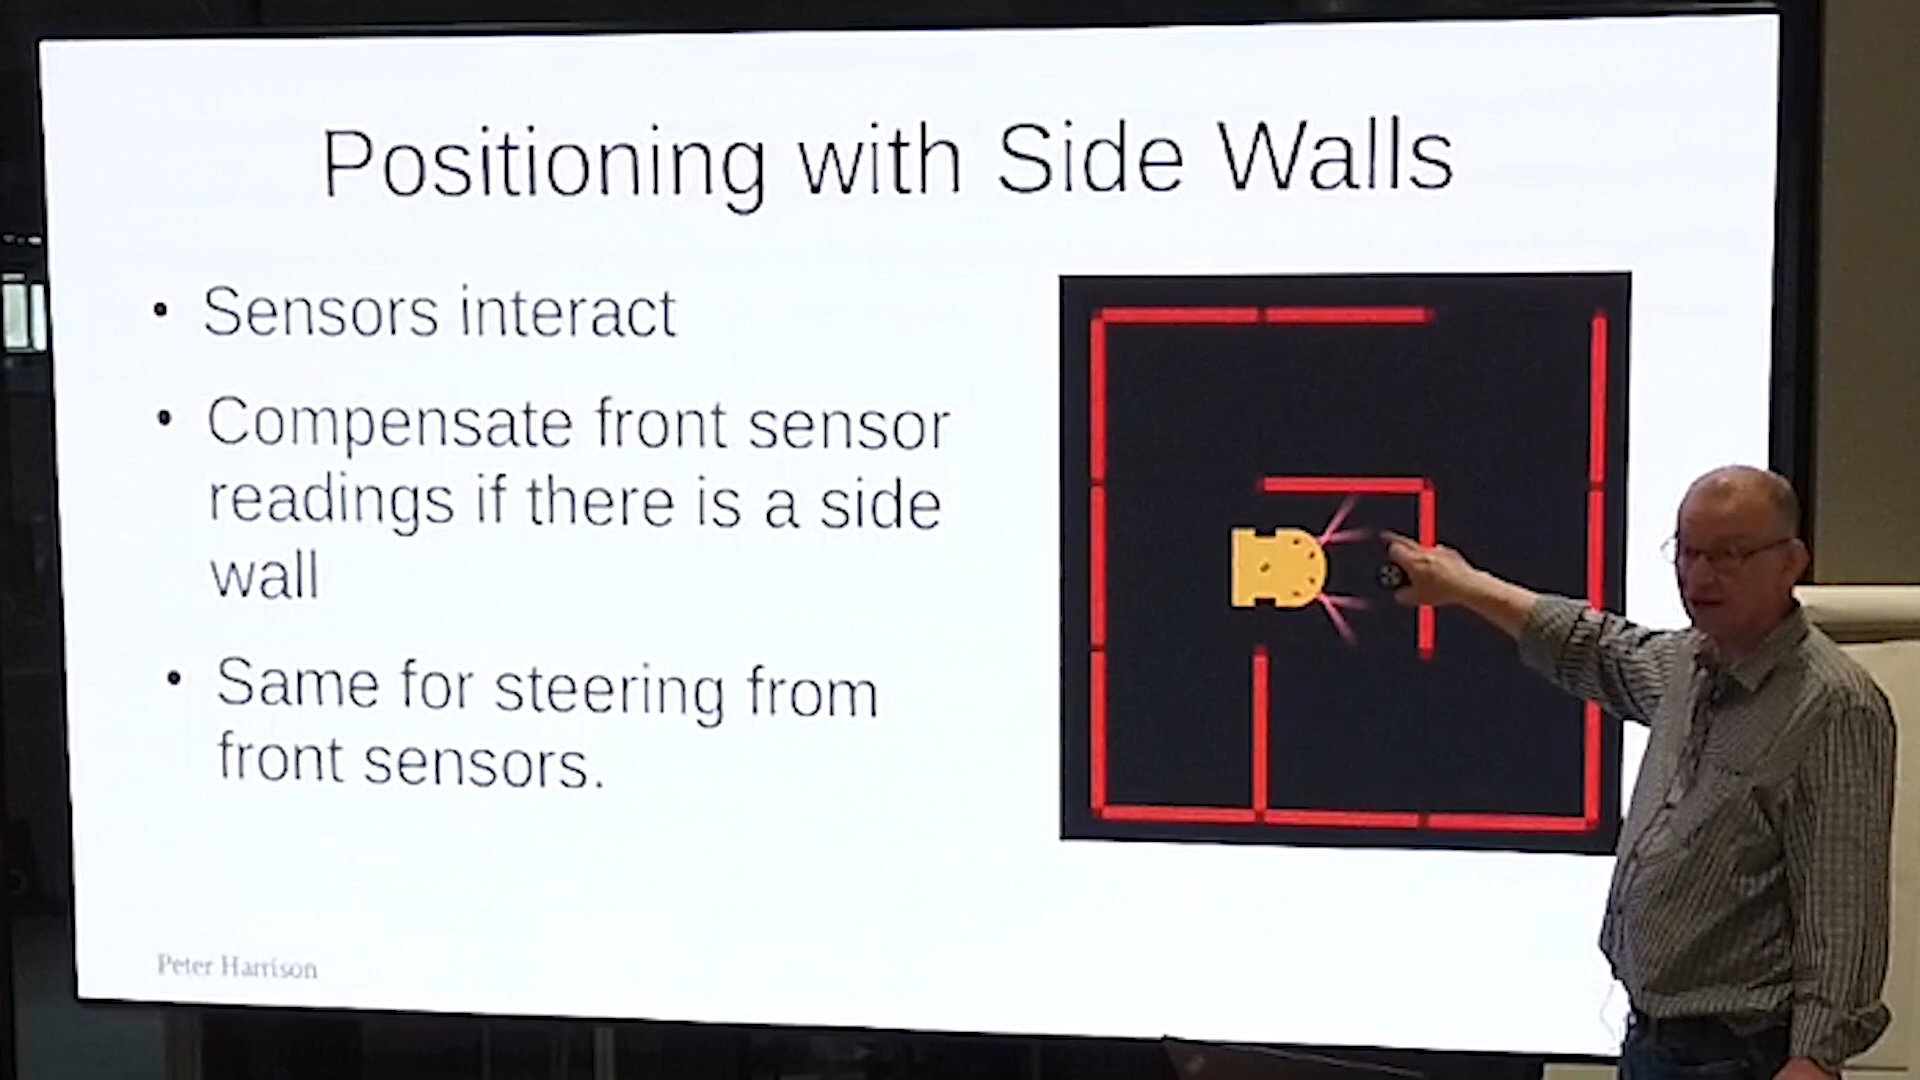 Positioning with Side Walls
• Sensors interact
• Compensate front sensor
readings if there is a side
wall
• Same for steering from
front sensors.
Peter Harrison